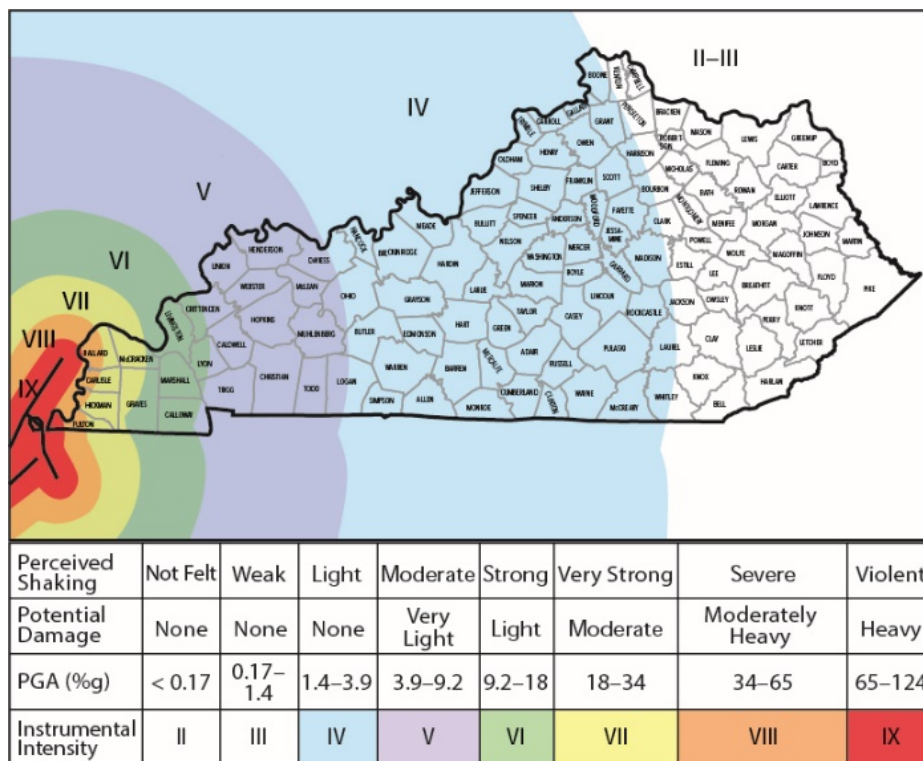 II–III
IV
BOONE
KENTON
CAMPBELL
PENDLETON
GALLATIN
CARROLL
TRIMBLE
GRANT
BRACKEN
MASON
LEWIS
GREENUP
OWEN
ROBERT-
SON
HARRISON
OLDHAM
HENRY
NICHOLAS
FLEMING
CARTER
BOYD
JEFFERSON
SHELBY
FRANKLIN
SCOTT
BOURBON
BATH
ROWAN
ELLIOTT
LAWRENCE
V
MEADE
BULLITT
SPENCER
ANDERSON
WOODFORD
FAYETTE
CLARK
MONTGOMERY
MENIFEE
MORGAN
JOHNSON
MARTIN
HANCOCK
BRECKINRIDGE
HARDIN
NELSON
WASHINGTON
MERCER
JESSA-
MINE
MADISON
POWELL
WOLFE
MAGOFFIN
HENDERSON
DAVIESS
UNION
WEBSTER
McLEAN
OHIO
GRAYSON
LARUE
MARION
BOYLE
GARRARD
ESTILL
LEE
BREATHITT
FLOYD
PIKE
VI
CRITTENDEN
LIVINGSTON
HOPKINS
MUHLENBERG
BUTLER
EDMONSON
HART
GREEN
TAYLOR
CASEY
LINCOLN
ROCKCASTLE
JACKSON
OWSLEY
PERRY
KNOTT
VII
VIII
BALLARD
McCRACKEN
LYON
CALDWELL
WARREN
BARREN
METCALFE
ADAIR
RUSSELL
PULASKI
LAUREL
CLAY
LESLIE
LETCHER
IX
CARLISLE
MARSHALL
TRIGG
CHRISTIAN
TODD
LOGAN
SIMPSON
ALLEN
MONROE
CUMBERLAND
CLINTON
WAYNE
McCREARY
WHITLEY
KNOX
BELL
HARLAN
HICKMAN
GRAVES
CALLOWAY
FULTON
Perceived Shaking Not Felt Weak Light Moderate Strong Very Strong Severe Violent
Potential Damage None None None Very Light Light Moderate Moderately Heavy Heavy
PGA (%g) < 0.17 0.17–1.4 1.4–3.9 3.9–9.2 9.2–18 18–34 34–65 65–124
Instrumental Intensity II III IV V VI VII VIII IX